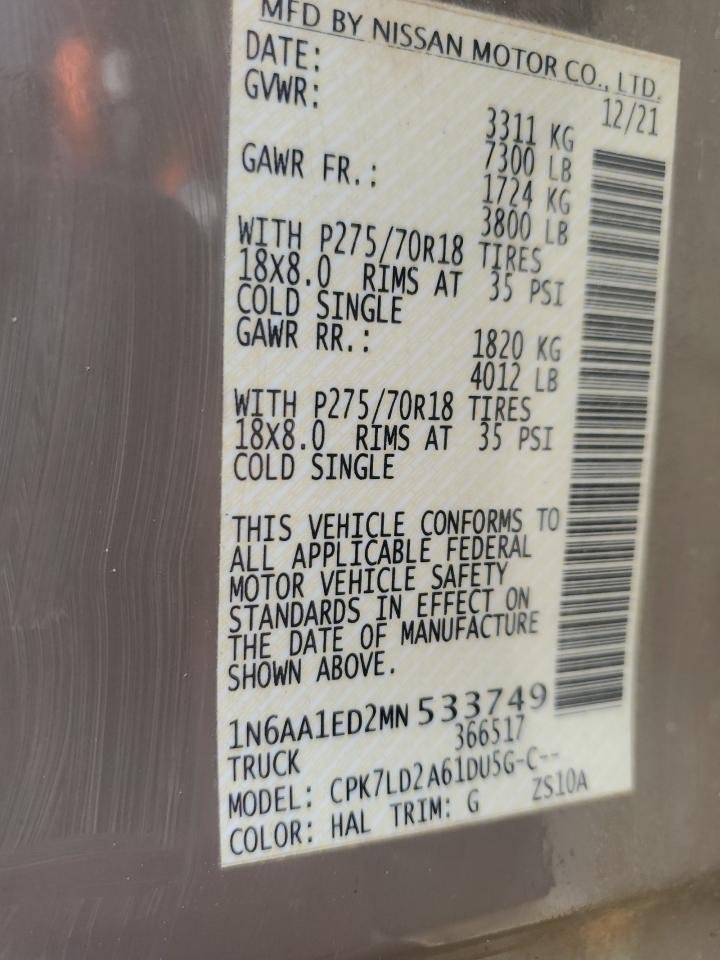 MFD BY NISSAN MOTOR CO., LTD.
DATE: 12/21
GVWR: 3311 KG
7300 LB
GAWR FR.: 1724 KG
3800 LB
WITH P275/70R18 TIRES
18X8.0 RIMS AT 35 PSI
COLD SINGLE
GAWR RR.: 1820 KG
4012 LB
WITH P275/70R18 TIRES
18X8.0 RIMS AT 35 PSI
COLD SINGLE
THIS VEHICLE CONFORMS TO
ALL APPLICABLE FEDERAL
MOTOR VEHICLE SAFETY
STANDARDS IN EFFECT ON
THE DATE OF MANUFACTURE
SHOWN ABOVE.
1N6AA1ED2MN 533749
TRUCK 366517
MODEL: CPK7LD2A61DU5G-C--
COLOR: HAL TRIM: G ZS10A